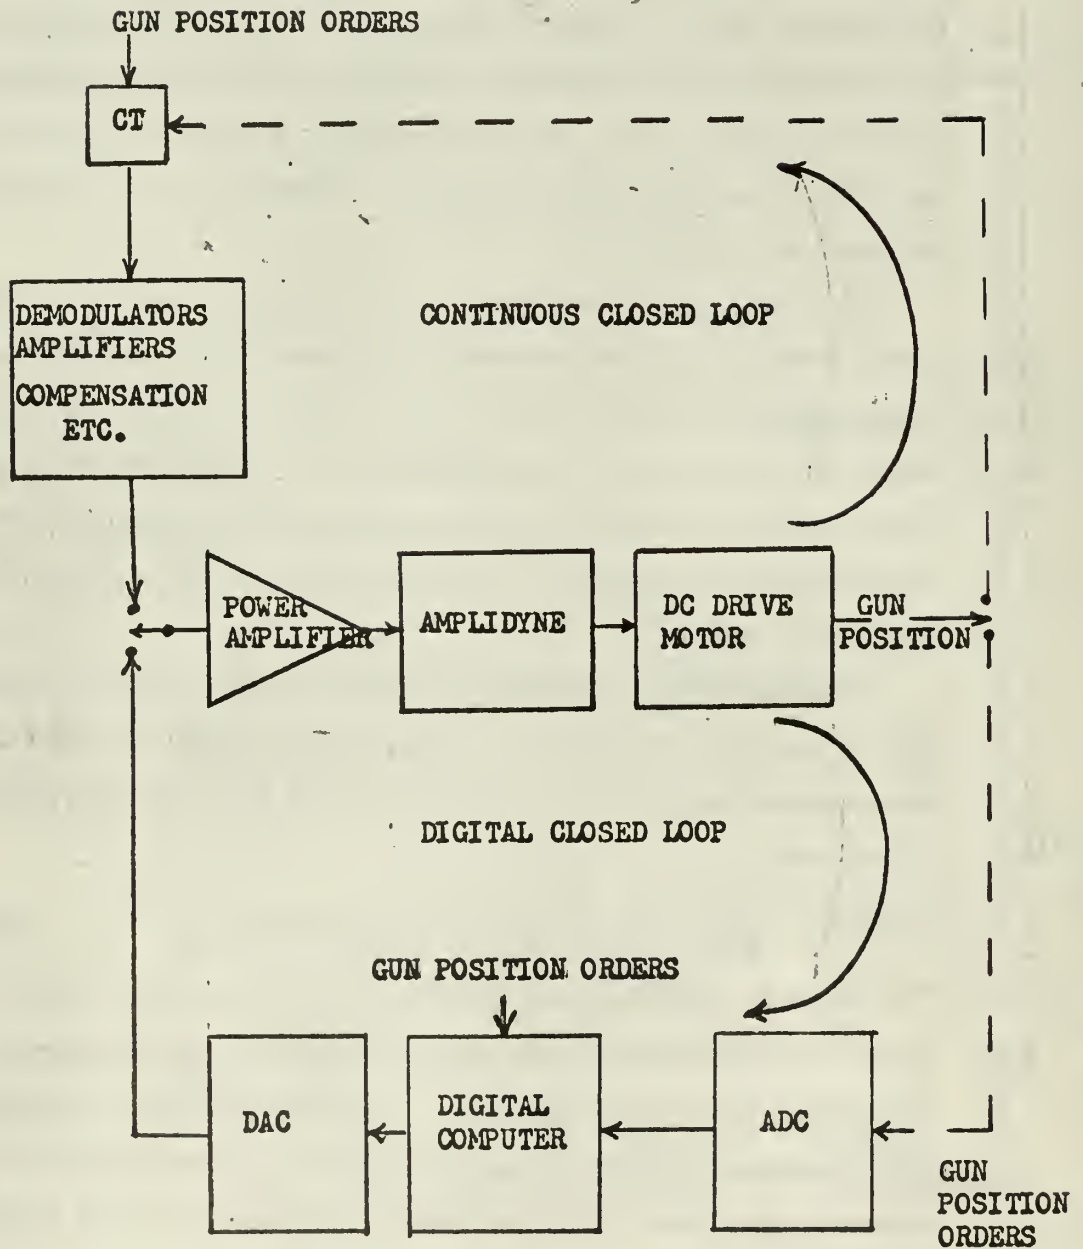 GUN POSITION ORDERS
CT
DEMODULATORS
AMPLIFIERS
COMPENSATION
ETC.
CONTINUOUS CLOSED LOOP
POWER
AMPLIFIER
AMPLIDYNE
DC DRIVE
MOTOR
GUN
POSITION
DIGITAL CLOSED LOOP
GUN POSITION ORDERS
DAC
DIGITAL
COMPUTER
ADC
GUN
POSITION
ORDERS